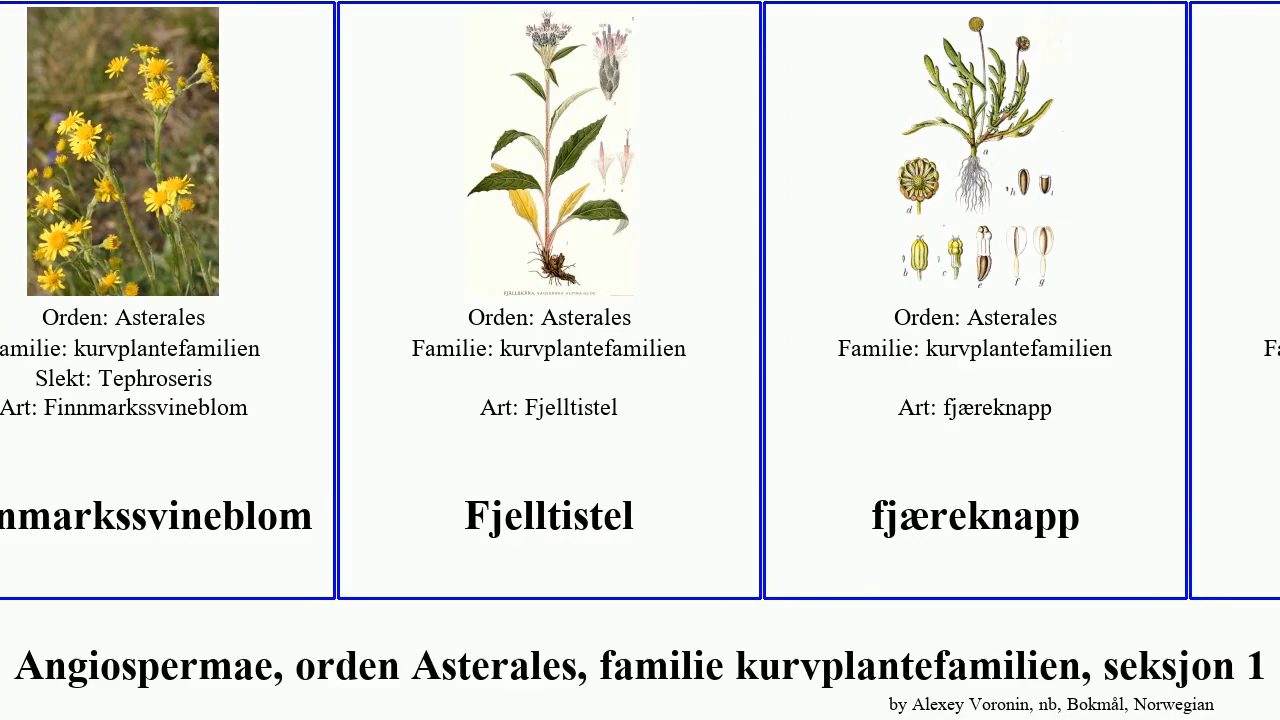 Orden: Asterales
amilie: kurvplantefamilien
Slekt: Tephroseris
Art: Finnmarkssvineblom
nmarkssvineblom
Orden: Asterales
Familie: kurvplantefamilien
Art: Fjelltistel
Fjelltistel
Orden: Asterales
Familie: kurvplantefamilien
Art: fjæreknapp
fjæreknapp
Angiospermae, orden Asterales, familie kurvplantefamilien, seksjon 1
by Alexey Voronin, nb, Bokmål, Norwegian